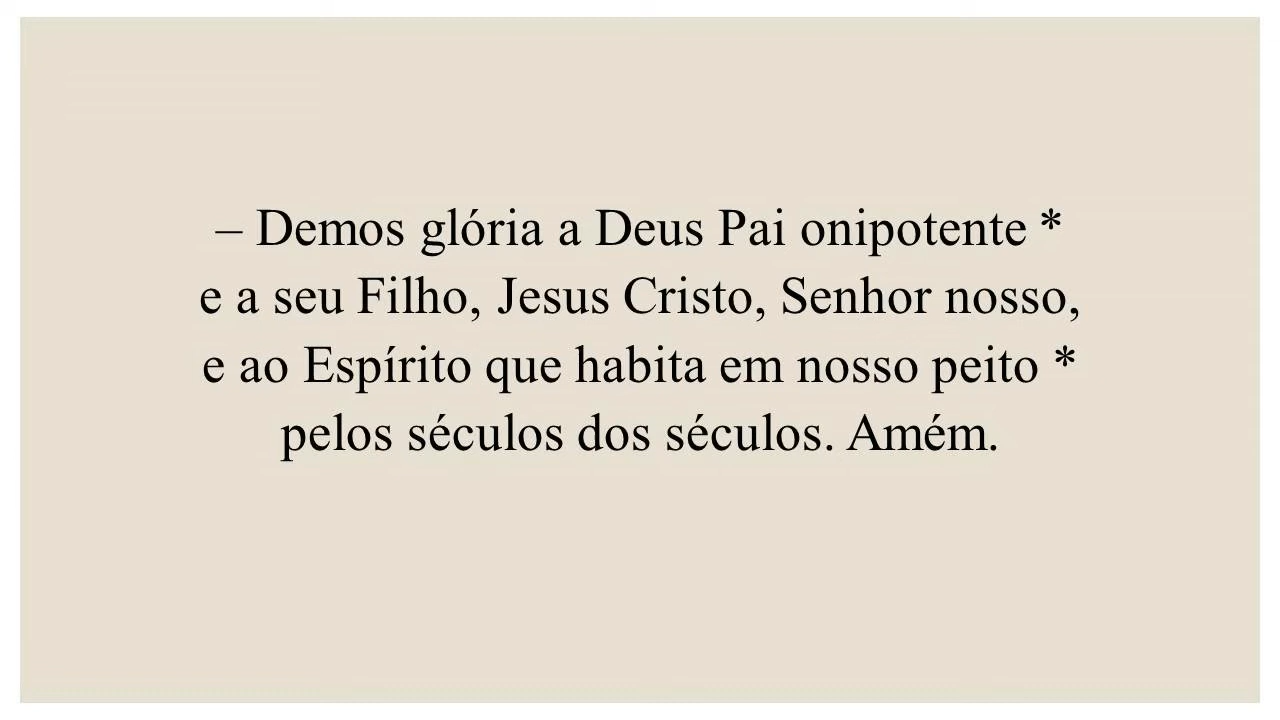 – Demos glória a Deus Pai onipotente *
e a seu Filho, Jesus Cristo, Senhor nosso,
e ao Espírito que habita em nosso peito *
pelos séculos dos séculos. Amém.